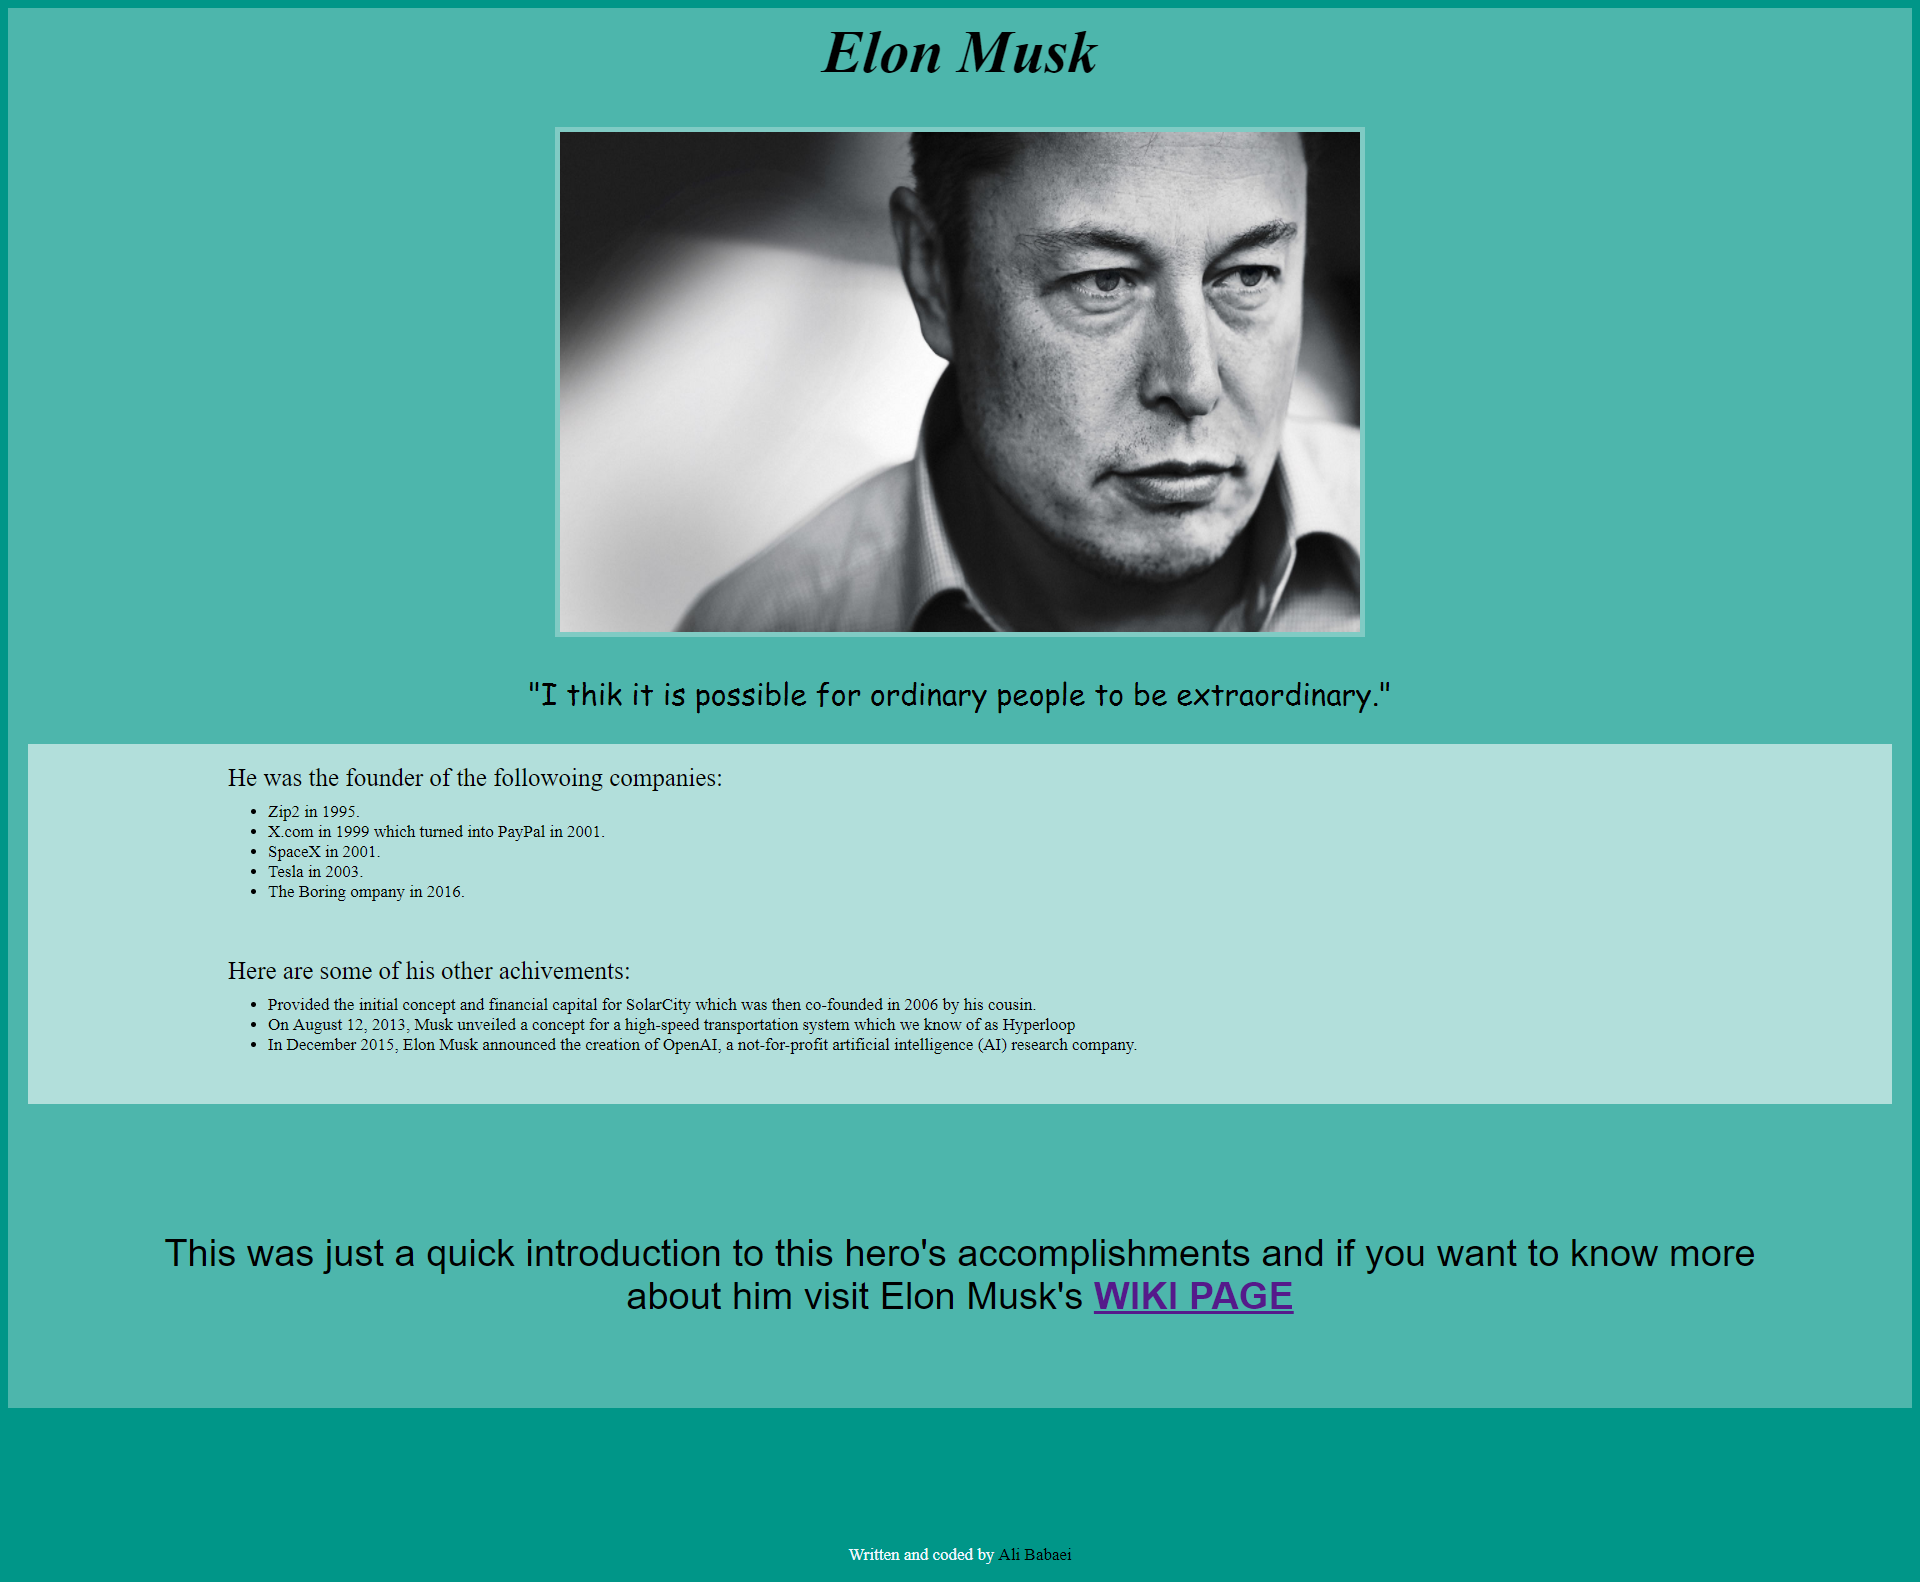 Elon Musk
"I thik it is possible for ordinary people to be extraordinary."
He was the founder of the followoing companies:
• Zip2 in 1995.
• X.com in 1999 which turned into PayPal in 2001.
• SpaceX in 2001.
• Tesla in 2003.
• The Boring ompany in 2016.
Here are some of his other achivements:
• Provided the initial concept and financial capital for SolarCity which was then co-founded in 2006 by his cousin.
• On August 12, 2013, Musk unveiled a concept for a high-speed transportation system which we know of as Hyperloop
• In December 2015, Elon Musk announced the creation of OpenAI, a not-for-profit artificial intelligence (AI) research company.
This was just a quick introduction to this hero's accomplishments and if you want to know more
about him visit Elon Musk's WIKI PAGE
Written and coded by Ali Babaei